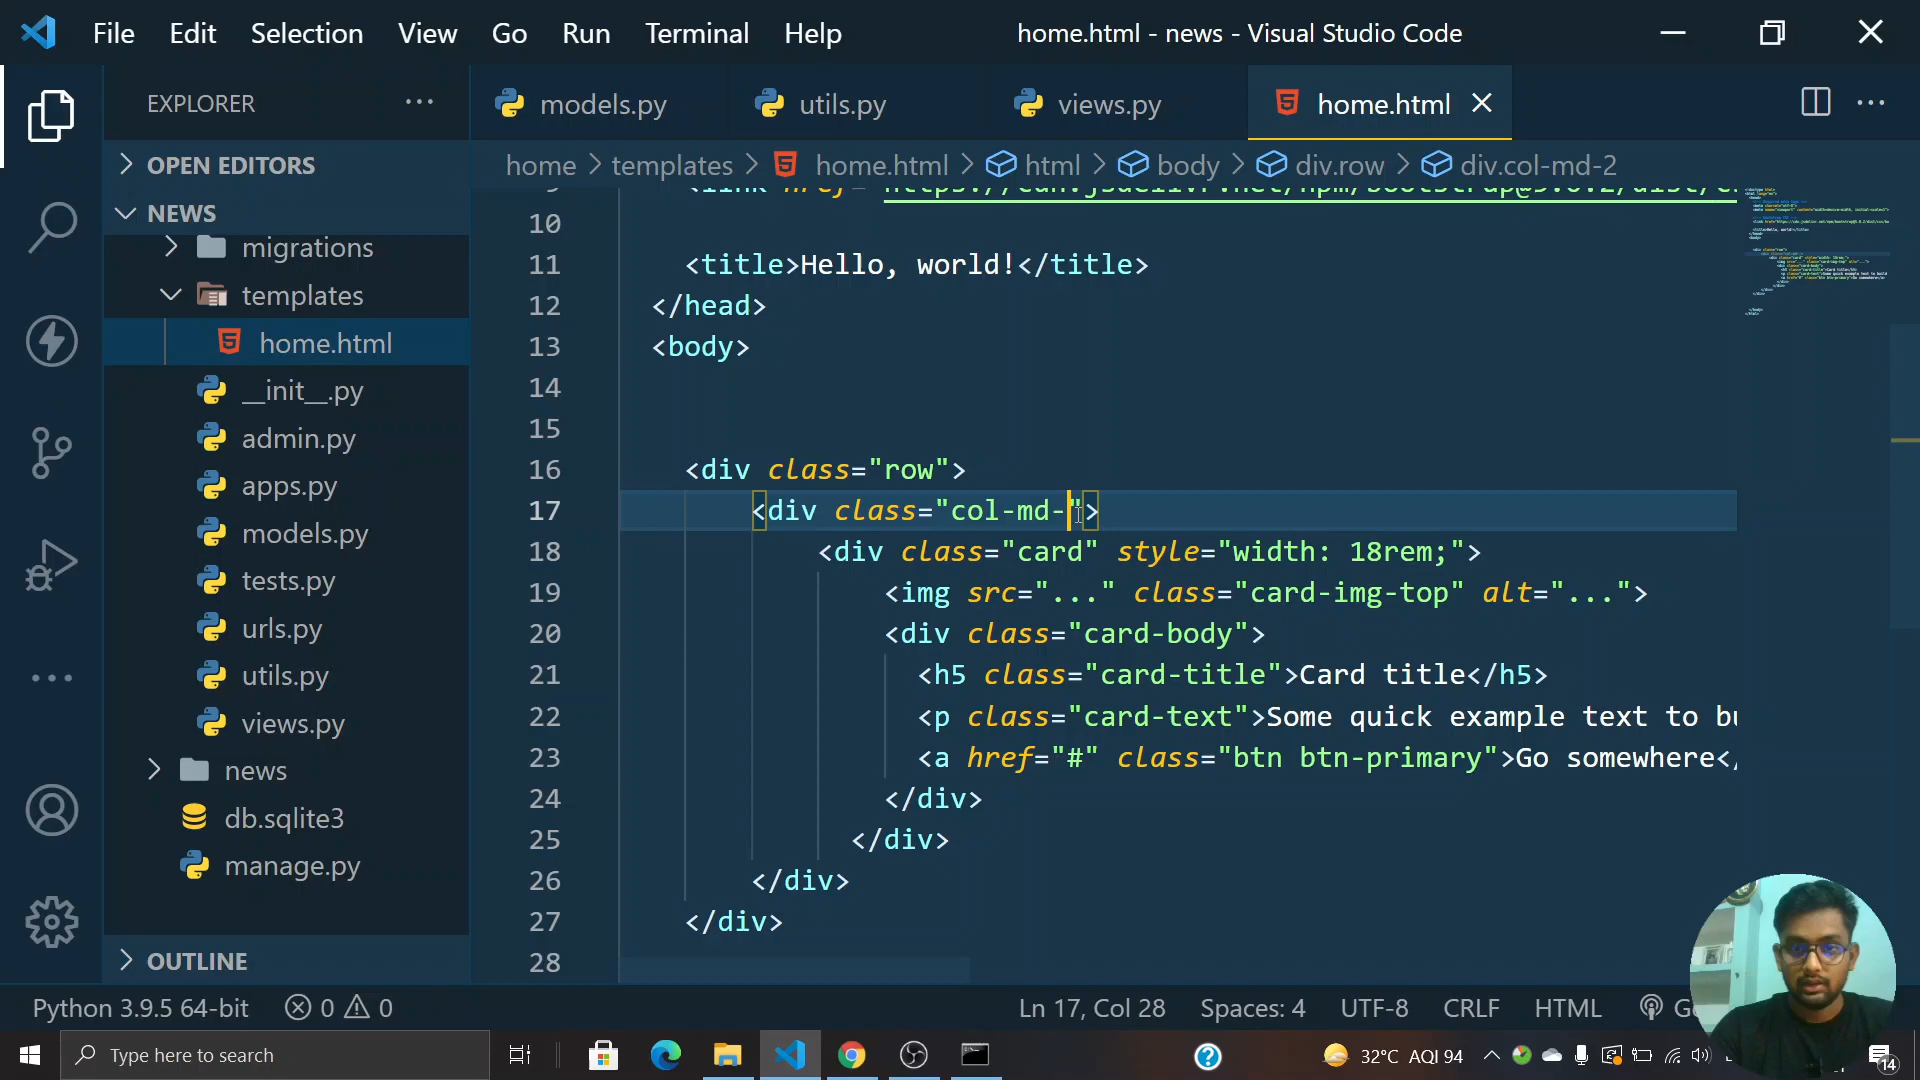 File Edit Selection View Go Run Terminal Help
home.html - news - Visual Studio Code
EXPLORER
models.py utils.py views.py home.html
OPEN EDITORS
home > templates > home.html > html > body > div.row > div.col-md-2
NEWS
migrations
templates
home.html
__init__.py
admin.py
apps.py
models.py
tests.py
urls.py
utils.py
views.py
news
db.sqlite3
manage.py
OUTLINE
10
11 <title>Hello, world!</title>
12 </head>
13 <body>
14
15
16 <div class="row">
17 <div class="col-md-">
18 <div class="card" style="width: 18rem;">
19 <img src="..." class="card-img-top" alt="...">
20 <div class="card-body">
21 <h5 class="card-title">Card title</h5>
22 <p class="card-text">Some quick example text to bu
23 <a href="#" class="btn btn-primary">Go somewhere<
24 </div>
25 </div>
26 </div>
27 </div>
28
Python 3.9.5 64-bit 0 0 Ln 17, Col 28 Spaces: 4 UTF-8 CRLF HTML
Type here to search
32°C AQI 94
14